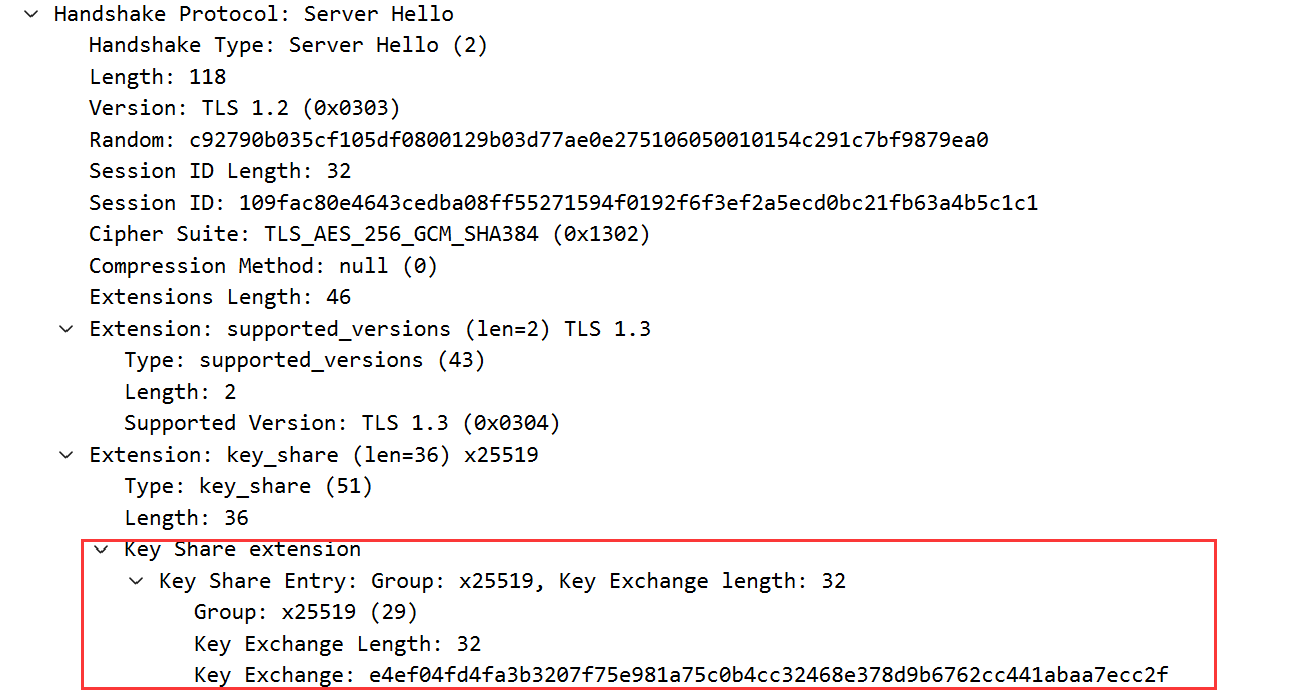 Handshake Protocol: Server Hello
Handshake Type: Server Hello (2)
Length: 118
Version: TLS 1.2 (0x0303)
Random: c92790b035cf105df0800129b03d77ae0e275106050010154c291c7bf9879ea0
Session ID Length: 32
Session ID: 109fac80e4643cedba08ff55271594f0192f6f3ef2a5ecd0bc21fb63a4b5c1c1
Cipher Suite: TLS_AES_256_GCM_SHA384 (0x1302)
Compression Method: null (0)
Extensions Length: 46
Extension: supported_versions (len=2) TLS 1.3
Type: supported_versions (43)
Length: 2
Supported Version: TLS 1.3 (0x0304)
Extension: key_share (len=36) x25519
Type: key_share (51)
Length: 36
Key Share extension
Key Share Entry: Group: x25519, Key Exchange length: 32
Group: x25519 (29)
Key Exchange Length: 32
Key Exchange: e4ef04fd4fa3b3207f75e981a75c0b4cc32468e378d9b6762cc441abaa7ecc2f